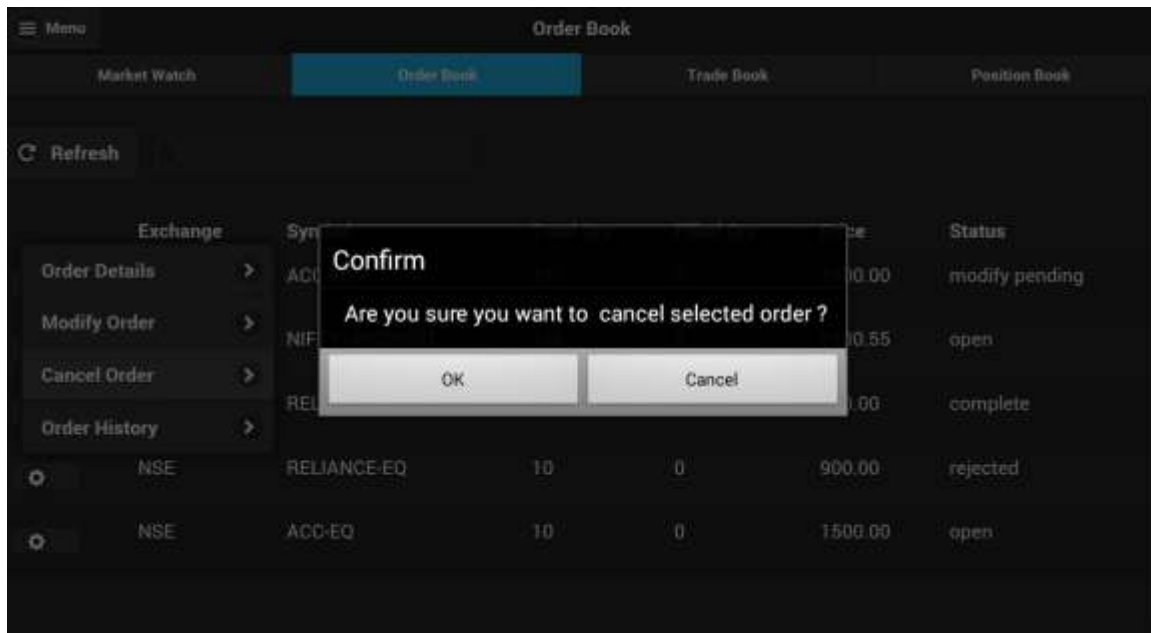 Menu
Order Book
Market Watch Order Book Trade Book Position Book
Refresh
Exchange Status
Order Details modify pending
Confirm
Are you sure you want to cancel selected order ?
Modify Order open
Cancel Order
OK Cancel
complete
Order History
NSE RELIANCE-EQ 10 0 900.00 rejected
NSE ACC-EQ 10 0 1500.00 open